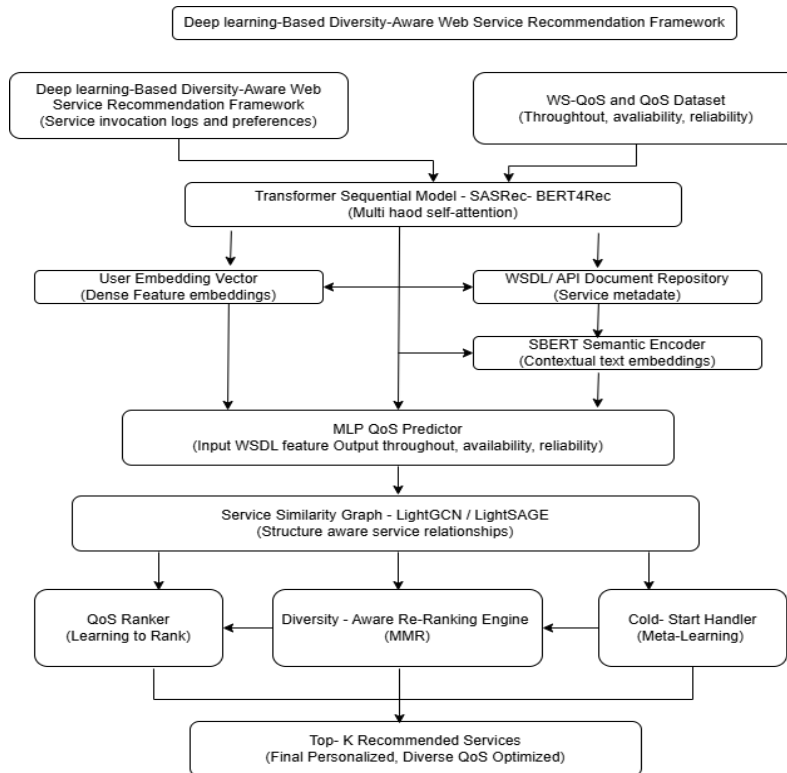 Deep learning-Based Diversity-Aware Web Service Recommendation Framework
Deep learning-Based Diversity-Aware Web
Service Recommendation Framework
(Service invocation logs and preferences)
WS-QoS and QoS Dataset
(Throughtout, avaliability, reliability)
Transformer Sequential Model - SASRec- BERT4Rec
(Multi haod self-attention)
User Embedding Vector
(Dense Feature embeddings)
WSDL/ API Document Repository
(Service metadate)
SBERT Semantic Encoder
(Contextual text embeddings)
MLP QoS Predictor
(Input WSDL feature Output throughout, availability, reliability)
Service Similarity Graph - LightGCN / LightSAGE
(Structure aware service relationships)
QoS Ranker
(Learning to Rank)
Diversity - Aware Re-Ranking Engine
(MMR)
Cold- Start Handler
(Meta-Learning)
Top- K Recommended Services
(Final Personalized, Diverse QoS Optimized)